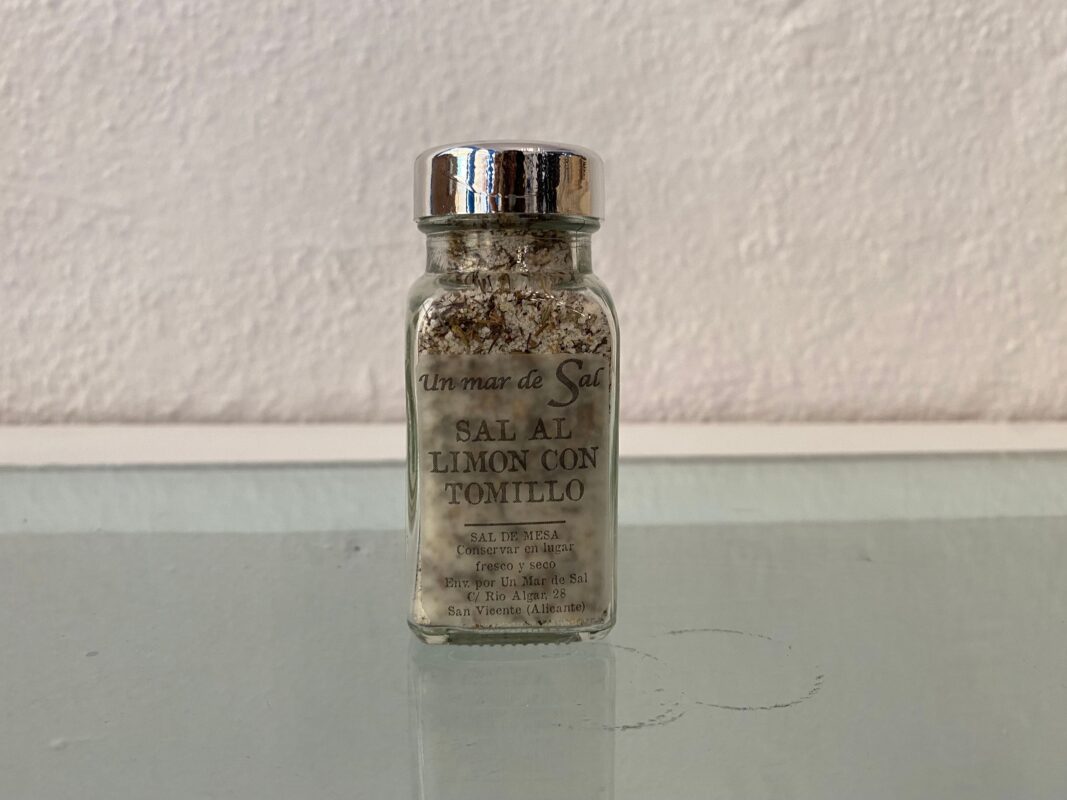 Un mar de Sal
SAL AL
LIMON CON
TOMILLO
SAL DE MESA
Conservar en lugar
fresco y seco
Env. por Un Mar de Sal
C/ Rio Algar, 28
San Vicente (Alicante)